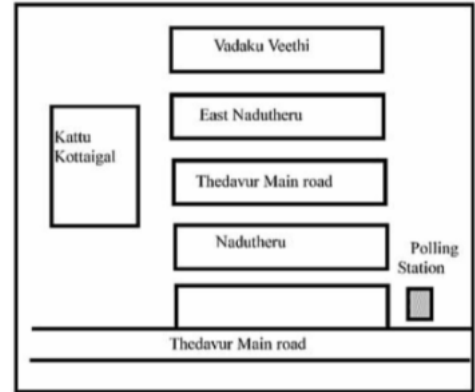 Vadaku Veethi
East Nadutheru
Kattu
Kottaigal
Thedavur Main road
Nadutheru
Polling
Station
Thedavur Main road